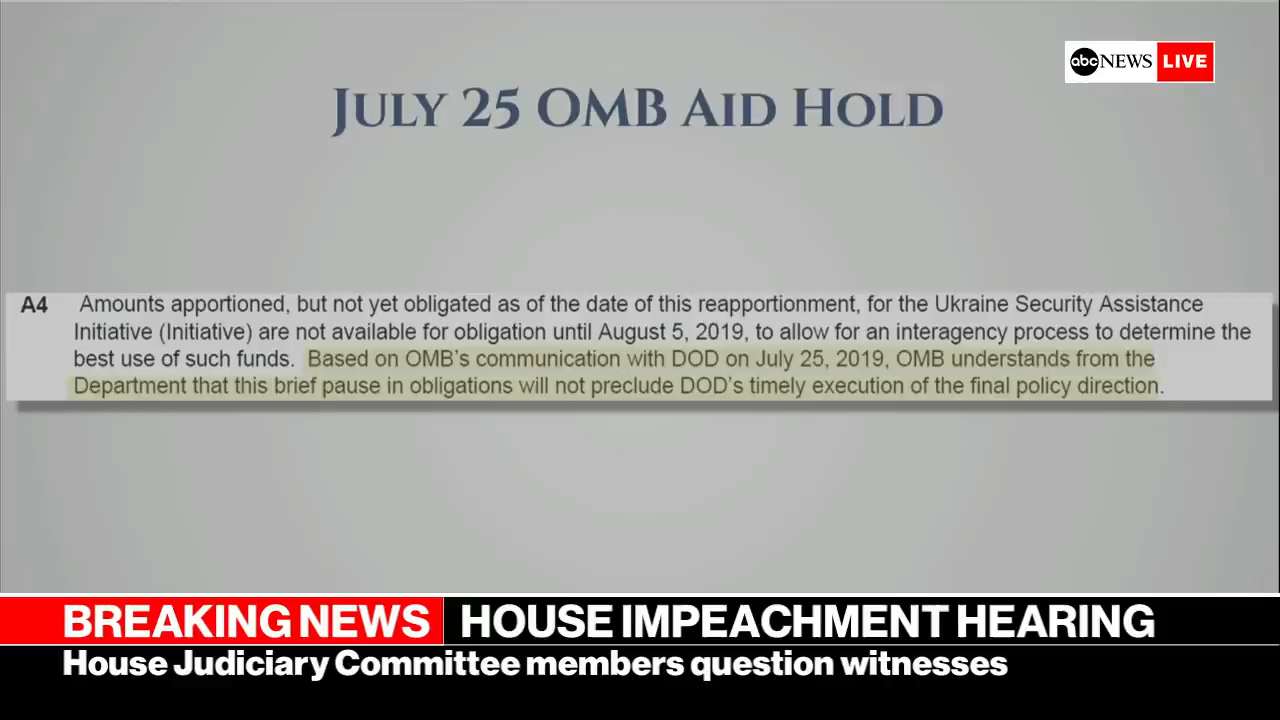 abc NEWS LIVE
JULY 25 OMB AID HOLD
A4 Amounts apportioned, but not yet obligated as of the date of this reapportionment, for the Ukraine Security Assistance
Initiative (Initiative) are not available for obligation until August 5, 2019, to allow for an interagency process to determine the
best use of such funds. Based on OMB's communication with DOD on July 25, 2019, OMB understands from the
Department that this brief pause in obligations will not preclude DOD's timely execution of the final policy direction.
BREAKING NEWS HOUSE IMPEACHMENT HEARING
House Judiciary Committee members question witnesses